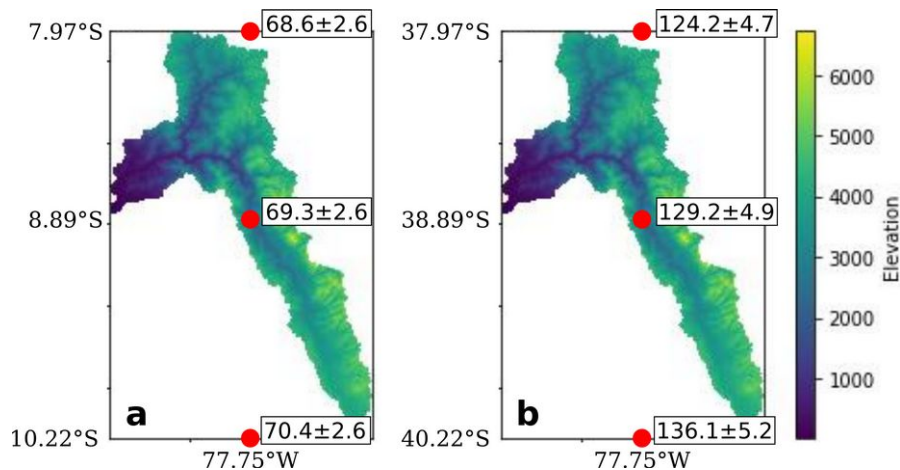 7.97°S
68.6±2.6
37.97°S
124.2±4.7
6000
5000
8.89°S
69.3±2.6
38.89°S
129.2±4.9
4000
3000
Elevation
2000
1000
a
b
10.22°S
70.4±2.6
40.22°S
136.1±5.2
77.75°W
77.75°W